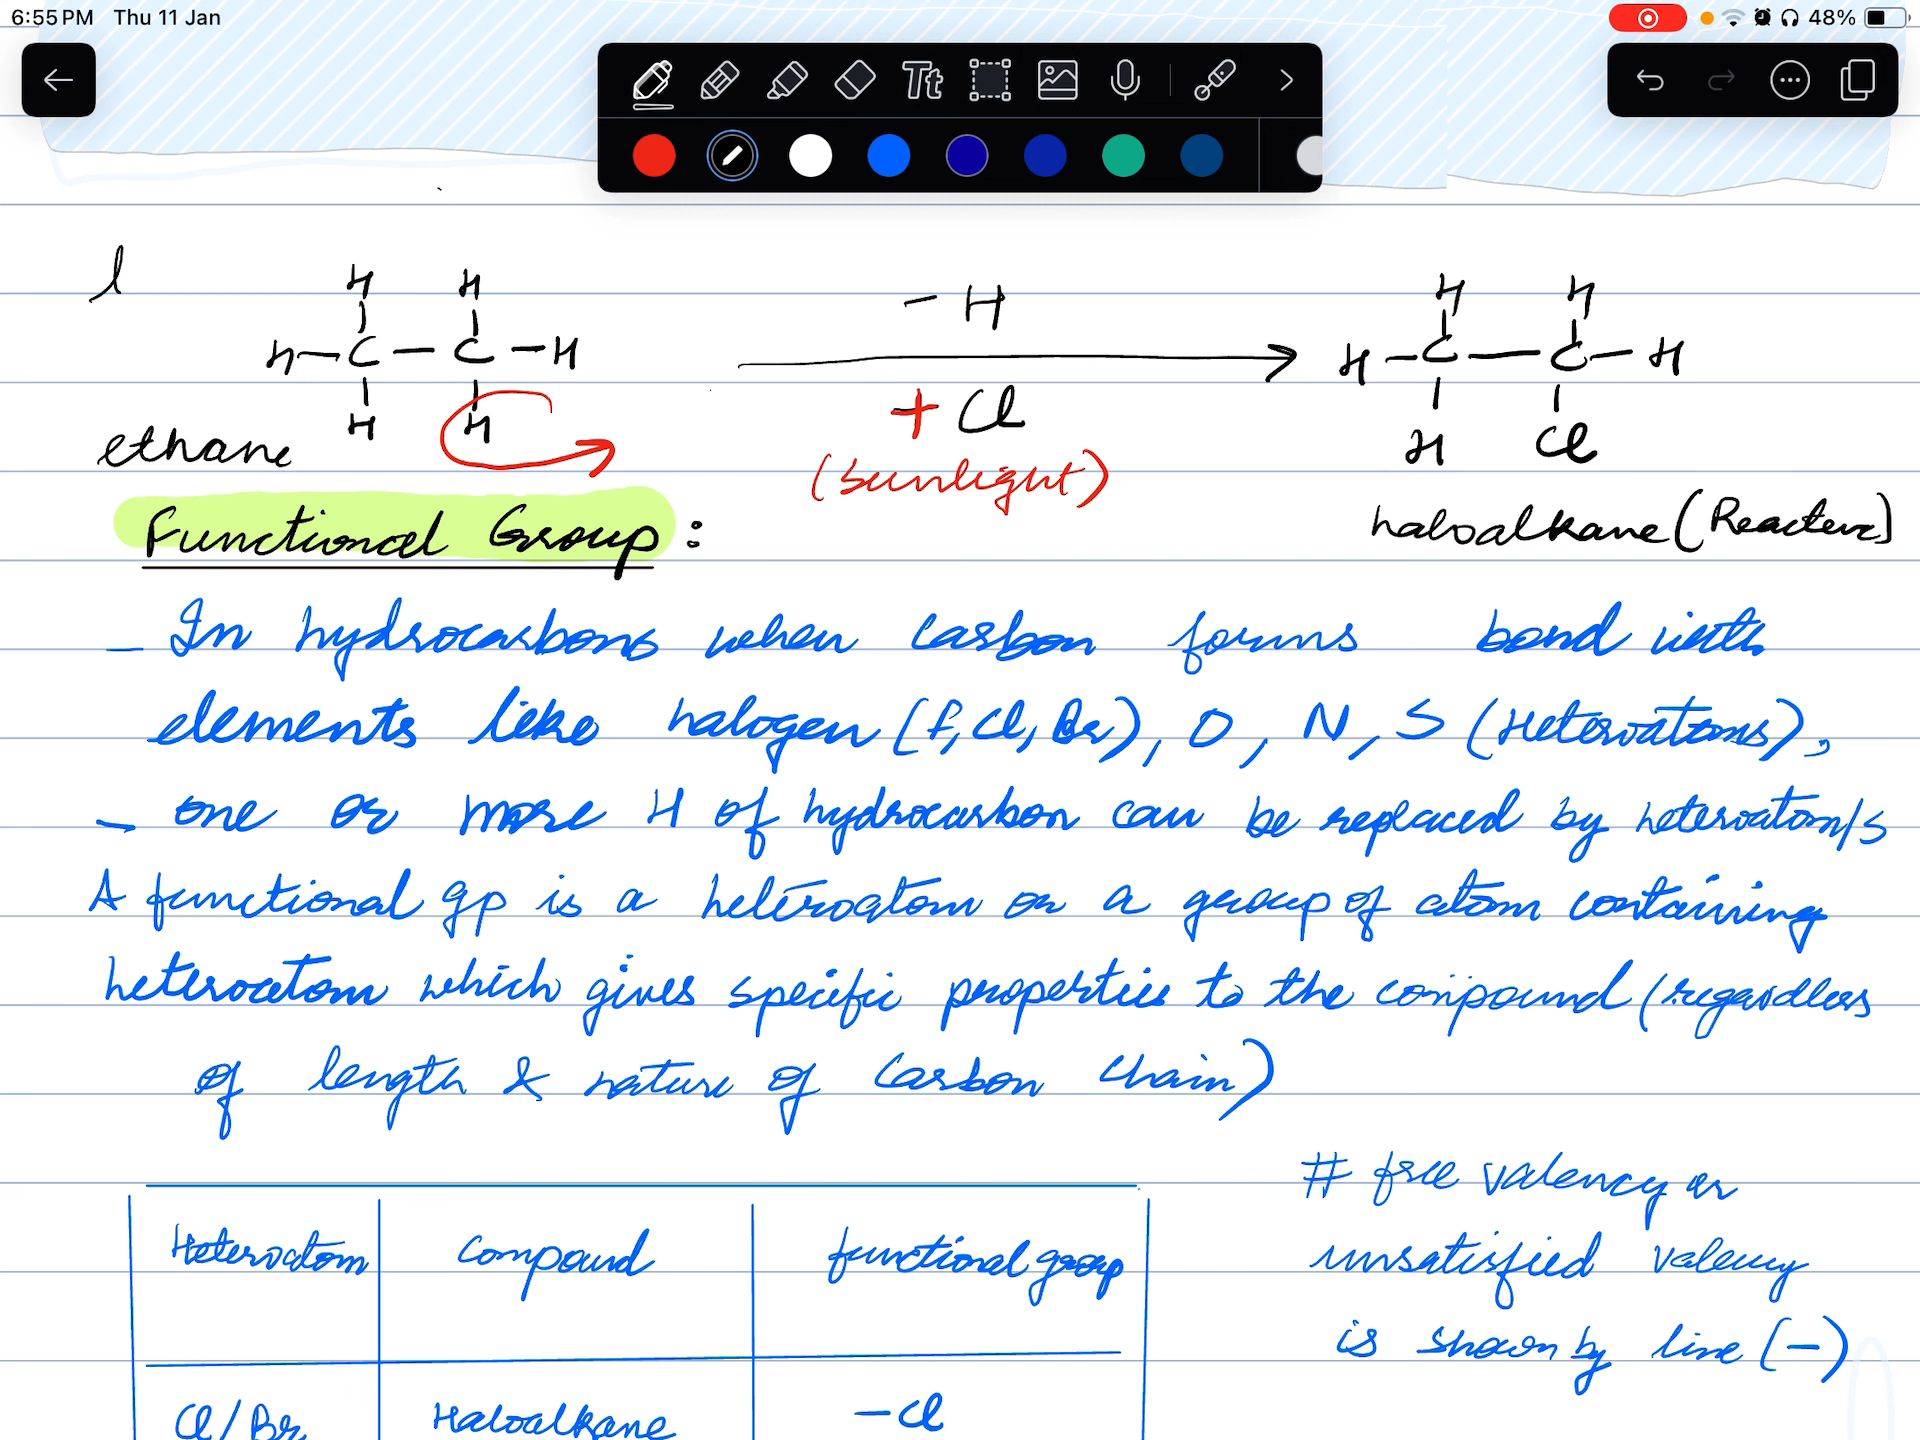 6:55 PM Thu 11 Jan
48%
Tt
l
H H
H-C-C-H
H H
ethane
- H
+ Cl
(sunlight)
H H
H-C-C-H
H Cl
haloalkane (Reactive)
Functional Group :
- In hydrocarbons when carbon forms bond with
elements like halogen (F, Cl, Br), O, N, S (Heteroatoms),
- one or more H of hydrocarbon can be replaced by heteroatom/s
A functional gp is a heteroatom or a group of atom containing
heteroatom which gives specific properties to the compound (regardless
of length & nature of carbon chain)
# free valency or
unsatisfied valency
is shown by line (-)
Heteroatom Compound functional group
Cl/Br Haloalkane -Cl